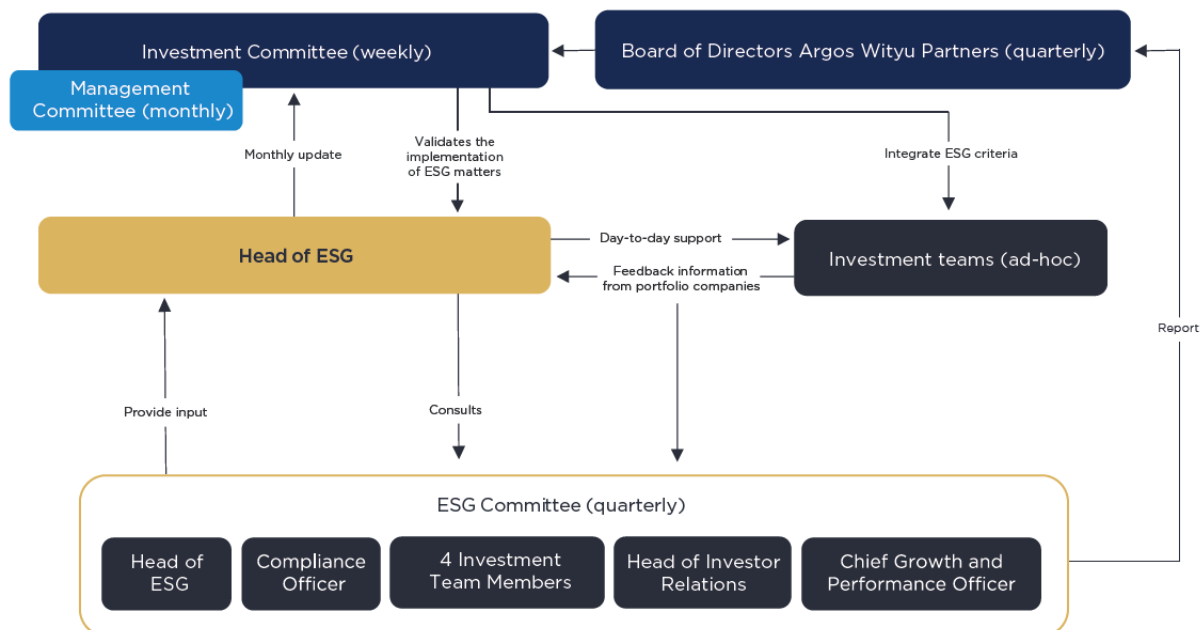 Investment Committee (weekly)
Board of Directors Argos Wityu Partners (quarterly)
Management
Committee (monthly)
Monthly update
Validates the
implementation
of ESG matters
Integrate ESG criteria
Head of ESG
Day-to-day support
Feedback information
from portfolio companies
Investment teams (ad-hoc)
Report
Provide input
Consults
ESG Committee (quarterly)
Head of
ESG
Compliance
Officer
4 Investment
Team Members
Head of Investor
Relations
Chief Growth and
Performance Officer